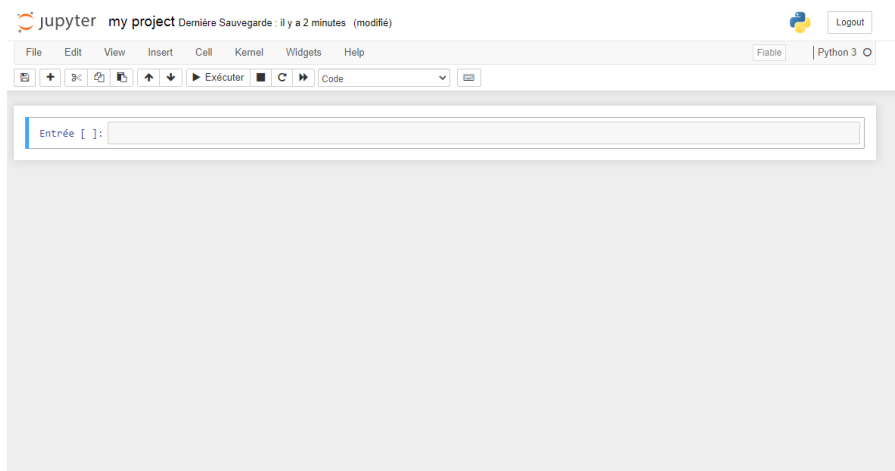 jupyter my project Dernière Sauvegarde : il y a 2 minutes (modifié) Logout
File Edit View Insert Cell Kernel Widgets Help Fiable Python 3
Exécuter Code
Entrée [ ]: